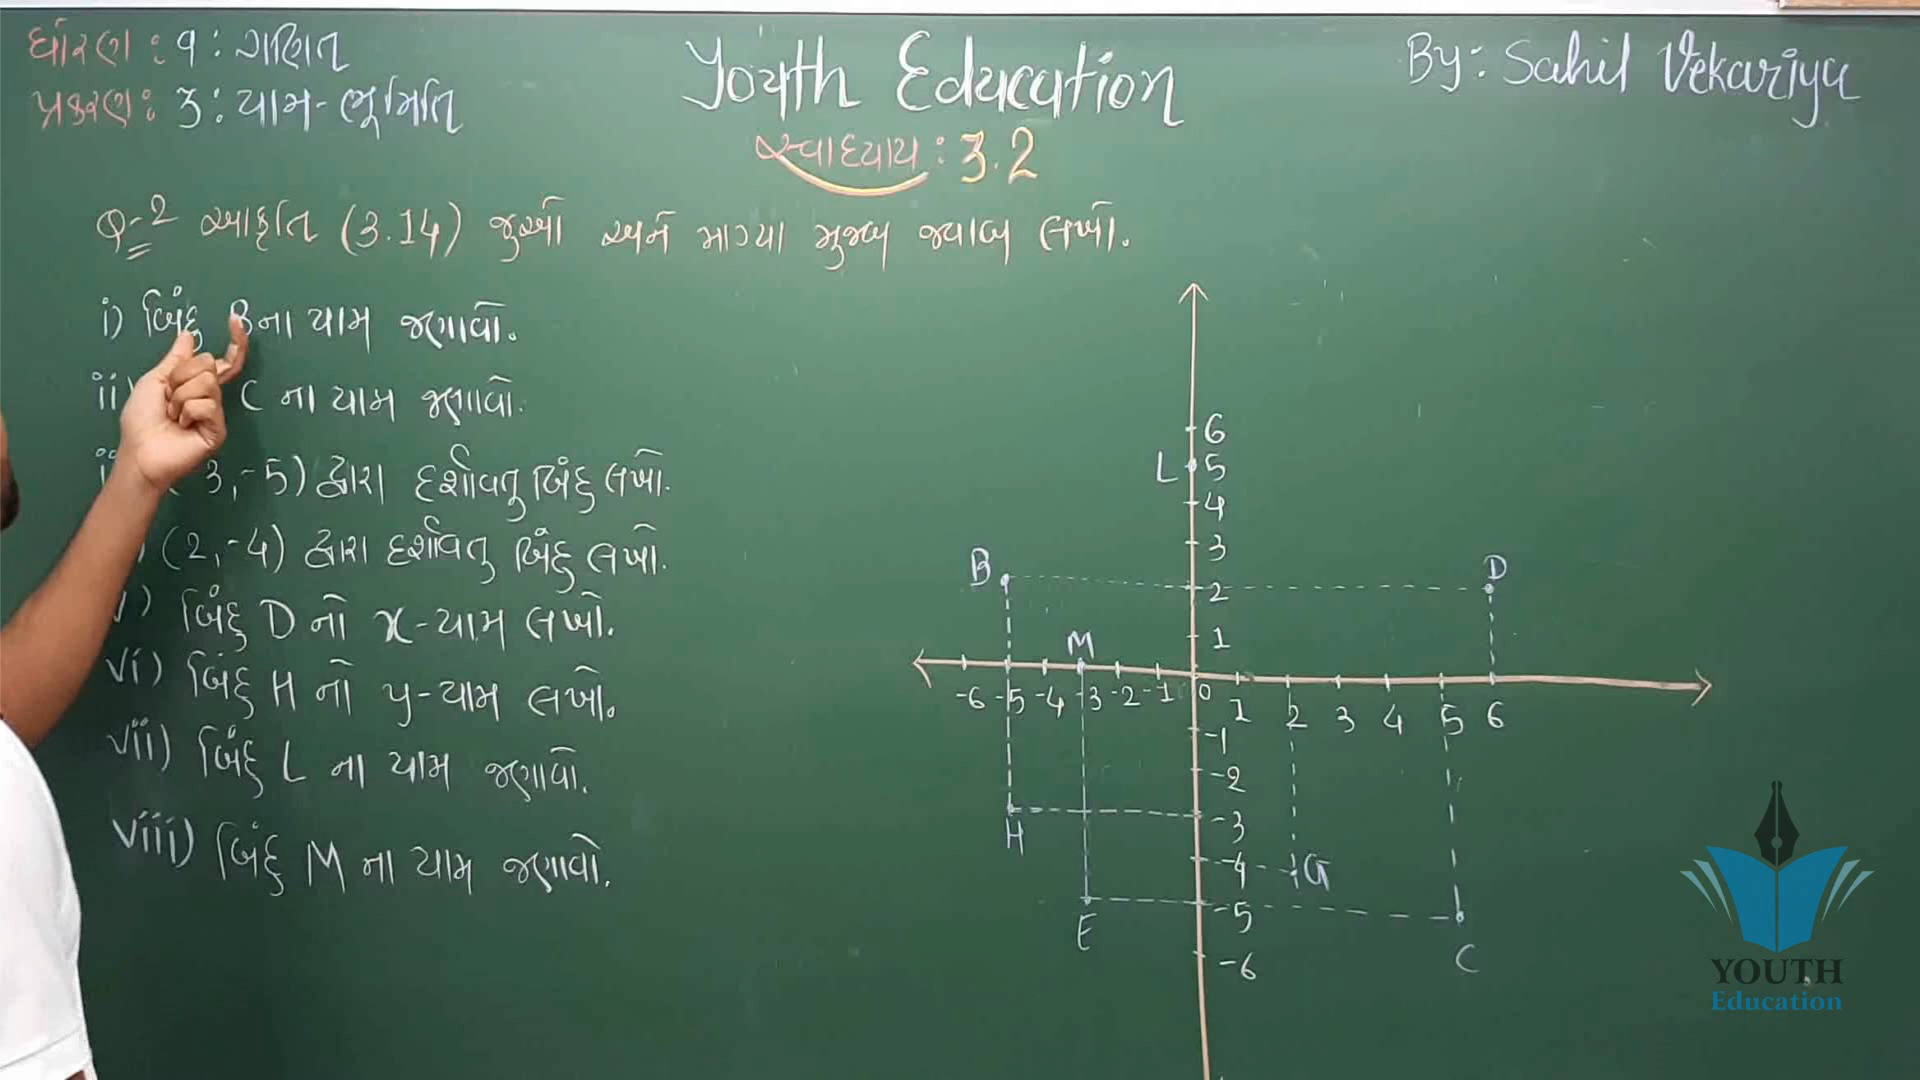 ધોરણ : ૧ : ગણિત
પ્રકરણ : 3 : યામ-ભૂમિતિ
Youth Education
By: Sahil Vekariya
સ્વાધ્યાય : 3.2
Q-2 આકૃતિ (3.14) જુઓ અને માગ્યા મુજબ જવાબ લખો.
i) બિંદુ Bના યામ જણાવો.
ii) C ના યામ જણાવો.
3,-5) દ્વારા દર્શાવતુ બિંદુ લખો.
) (2,-4) દ્વારા દર્શાવતુ બિંદુ લખો.
v) બિંદુ D નો x-યામ લખો.
vi) બિંદુ H નો y-યામ લખો.
vii) બિંદુ L ના યામ જણાવો.
viii) બિંદુ M ના યામ જણાવો.
6
L 5
4
3
B D
2
1
M
-6 -5 -4 -3 -2 -1 0 1 2 3 4 5 6
-1
-2
-3
H
-4 G
-5
E C
-6
YOUTH
Education